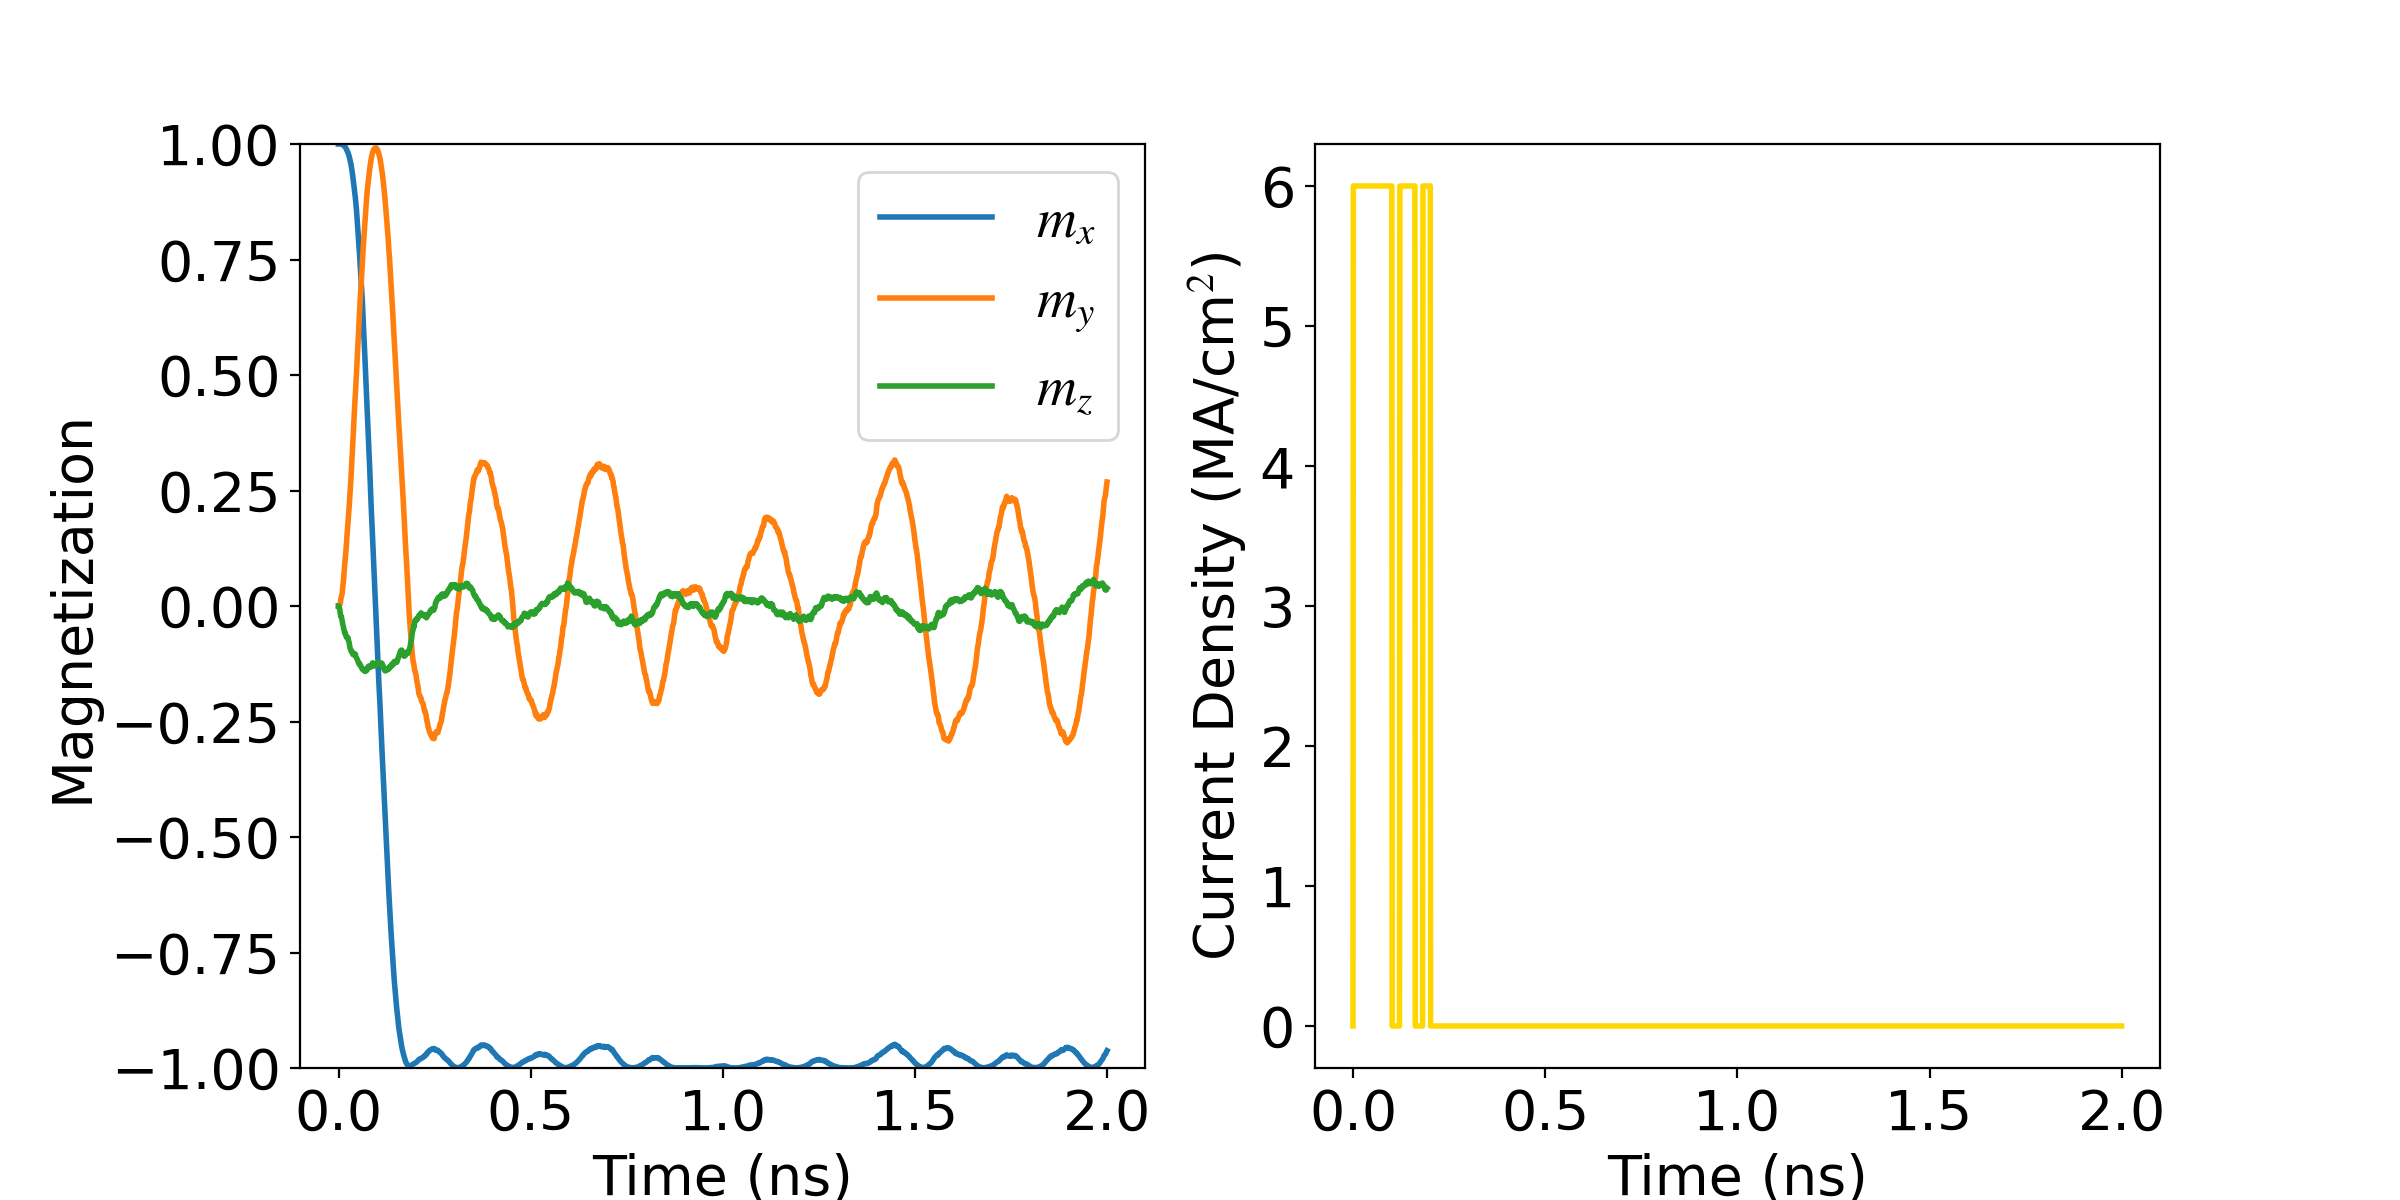 Magnetization
1.00
0.75
0.50
0.25
0.00
−0.25
−0.50
−0.75
−1.00
0.0 0.5 1.0 1.5 2.0
Time (ns)
m_x
m_y
m_z
Current Density (MA/cm²)
6
5
4
3
2
1
0
0.0 0.5 1.0 1.5 2.0
Time (ns)